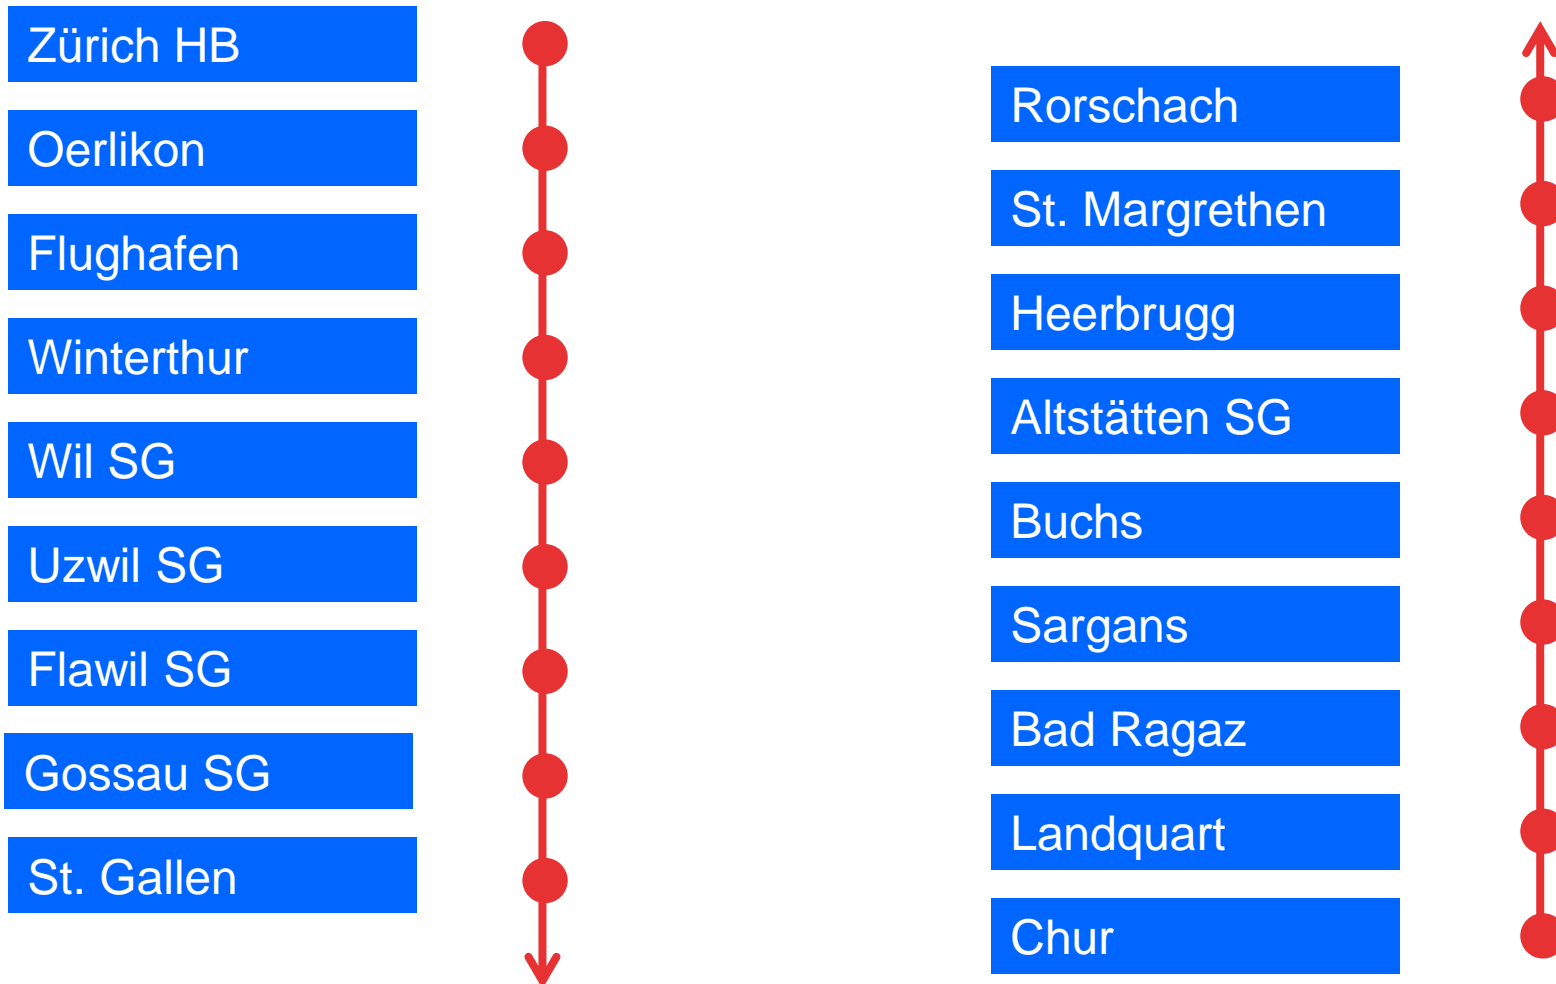 Zürich HB
Oerlikon
Flughafen
Winterthur
Wil SG
Uzwil SG
Flawil SG
Gossau SG
St. Gallen
Rorschach
St. Margrethen
Heerbrugg
Altstätten SG
Buchs
Sargans
Bad Ragaz
Landquart
Chur